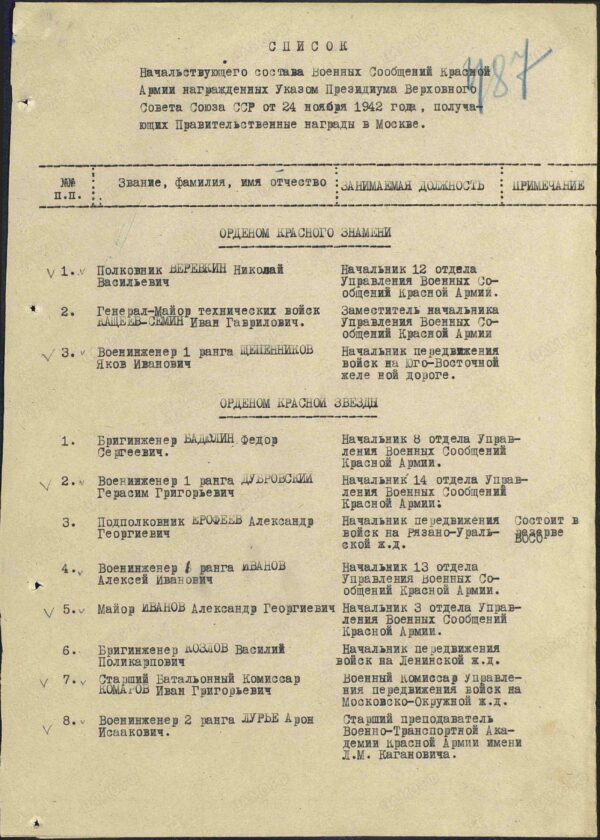 СПИСОК
487
Начальствующего состава Военных Сообщений Красной
Армии награжденных Указом Президиума Верховного
Совета Союза ССР от 24 ноября 1942 года, получа-
ющих Правительственные награды в Москве.
№№ п.п. Звание, фамилия, имя отчество ЗАНИМАЕМАЯ ДОЛЖНОСТЬ ПРИМЕЧАНИЕ
ОРДЕНОМ КРАСНОГО ЗНАМЕНИ
1. Полковник ВЕРЕВКИН Николай Начальник 12 отдела
Васильевич Управления Военных Со-
общений Красной Армии.
2. Генерал-Майор технических войск Заместитель начальника
КАЩЕЕВ-СЕМИН Иван Гаврилович. Управления Военных Со-
общений Красной Армии
3. Военинженер 1 ранга ЩЕПЕННИКОВ Начальник передвижения
Яков Иванович войск на Юго-Восточной
желе ной дороге.
ОРДЕНОМ КРАСНОЙ ЗВЕЗДЫ
1. Бригинженер БАДУЛИН Федор Начальник 8 отдела Управ-
Сергеевич. ления Военных Сообщений
Красной Армии.
2. Военинженер 1 ранга ДУБРОВСКИЙ Начальник 14 отдела Управ-
Герасим Григорьевич ления Военных Сообщений
Красной Армии:
3. Подполковник ЕРОФЕЕВ Александр Начальник передвижения Состоит в
Георгиевич войск на Рязано-Ураль- резерве
ской ж.д. ВОСО
4. Военинженер 1 ранга ИВАНОВ Начальник 13 отдела
Алексей Иванович Управления Военных Со-
общений Красной Армии.
5. Майор ИВАНОВ Александр Георгиевич Начальник 3 отдела Управ-
ления Военных Сообщений
Красной Армии.
6. Бригинженер КОЗЛОВ Василий Начальник передвижения
Поликарпович войск на Ленинской ж.д.
7. Старший Батальонный Комиссар Военный Комиссар Управле-
КОМАРОВ Иван Григорьевич ния передвижения войск на
Московско-Окружной ж.д.
8. Военинженер 2 ранга ЛУРЬЕ Арон Старший преподаватель
Исаакович. Военно-Транспортной Ака-
демии Красной Армии имени
Л.М. Кагановича.